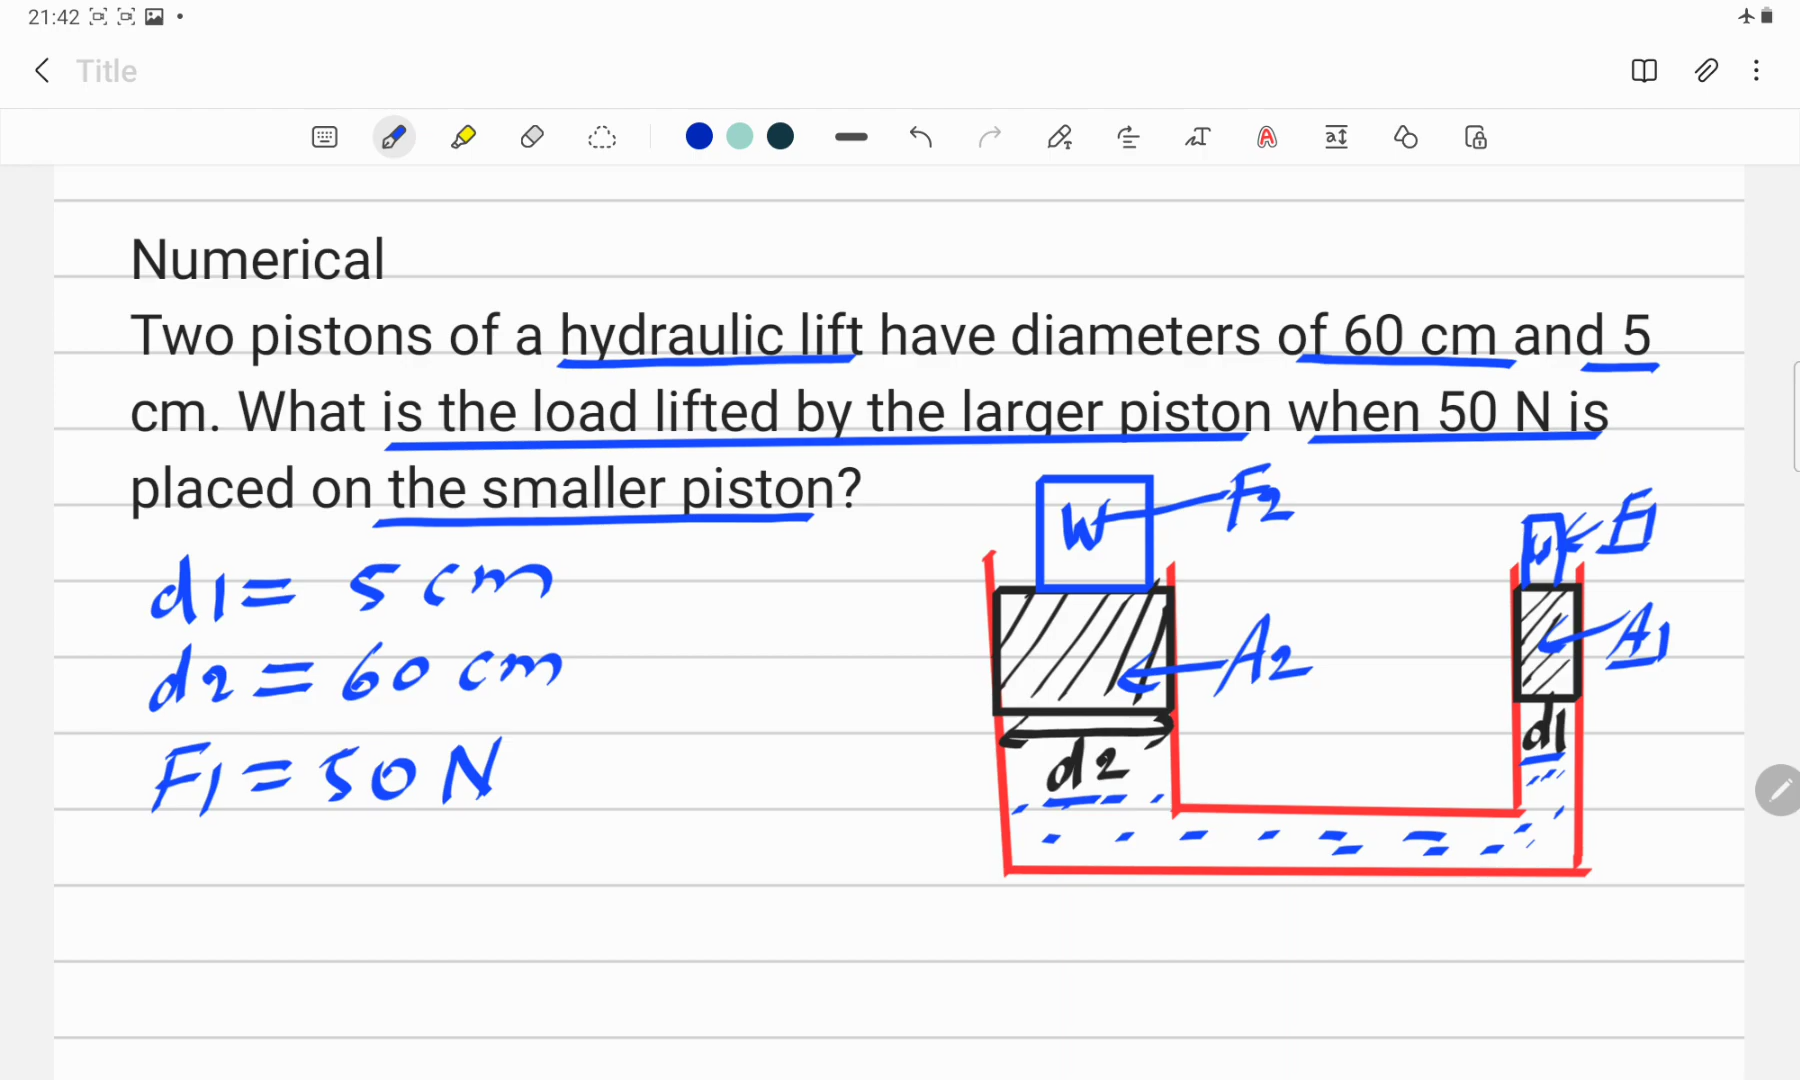 21:42
Title
Numerical
Two pistons of a hydraulic lift have diameters of 60 cm and 5
cm. What is the load lifted by the larger piston when 50 N is
placed on the smaller piston?
W F2
F1
d1 = 5 cm
d2 = 60 cm
A2
A1
F1 = 50 N
d2
d1